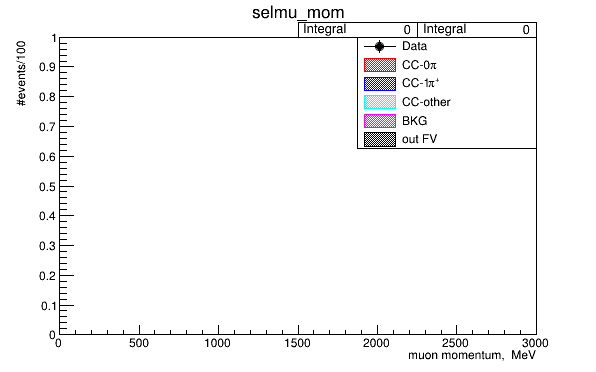 selmu_mom
Integral 0 Integral 0
Data
CC-0π
CC-1π⁺
CC-other
BKG
out FV
#events/100
1
0.9
0.8
0.7
0.6
0.5
0.4
0.3
0.2
0.1
0
0 500 1000 1500 2000 2500 3000
muon momentum, MeV